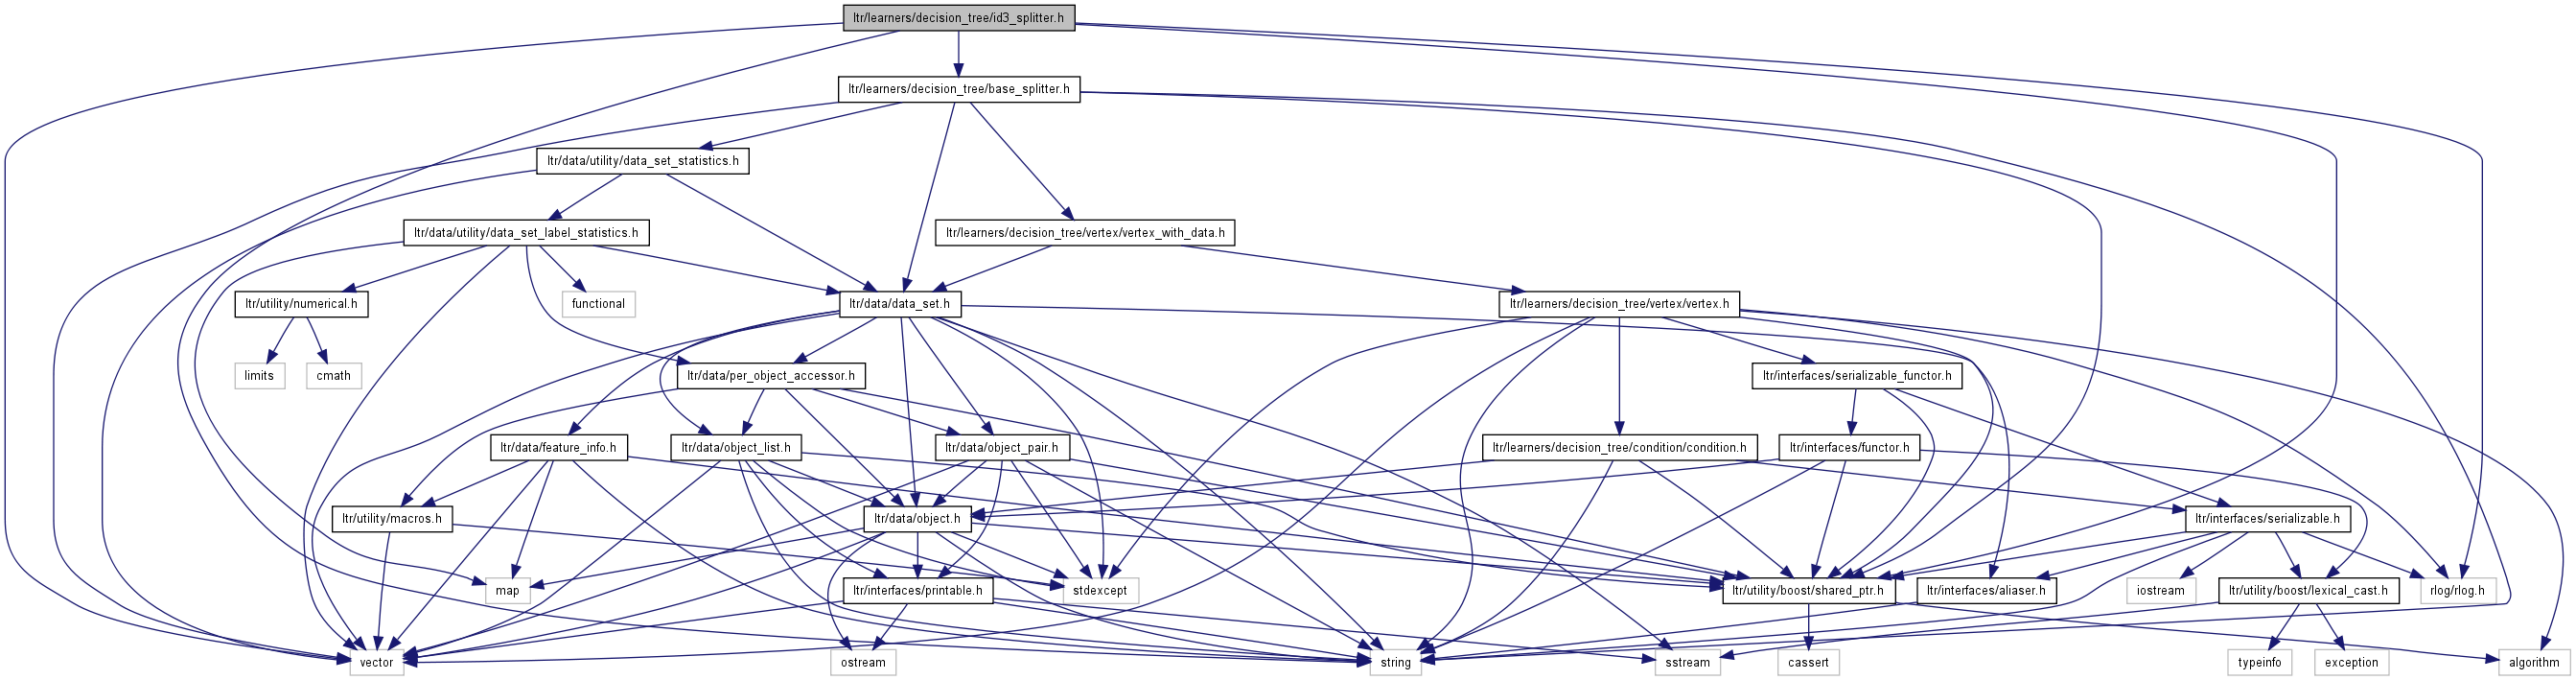 ltr/learners/decision_tree/id3_splitter.h
ltr/learners/decision_tree/base_splitter.h
ltr/data/utility/data_set_statistics.h
ltr/data/utility/data_set_label_statistics.h
ltr/learners/decision_tree/vertex/vertex_with_data.h
ltr/utility/numerical.h
functional
ltr/data/data_set.h
ltr/learners/decision_tree/vertex/vertex.h
limits
cmath
ltr/data/per_object_accessor.h
ltr/interfaces/serializable_functor.h
ltr/data/feature_info.h
ltr/data/object_list.h
ltr/data/object_pair.h
ltr/learners/decision_tree/condition/condition.h
ltr/interfaces/functor.h
ltr/utility/macros.h
ltr/data/object.h
ltr/interfaces/serializable.h
map
ltr/interfaces/printable.h
stdexcept
ltr/utility/boost/shared_ptr.h
ltr/interfaces/aliaser.h
iostream
ltr/utility/boost/lexical_cast.h
rlog/rlog.h
vector
ostream
string
sstream
cassert
typeinfo
exception
algorithm